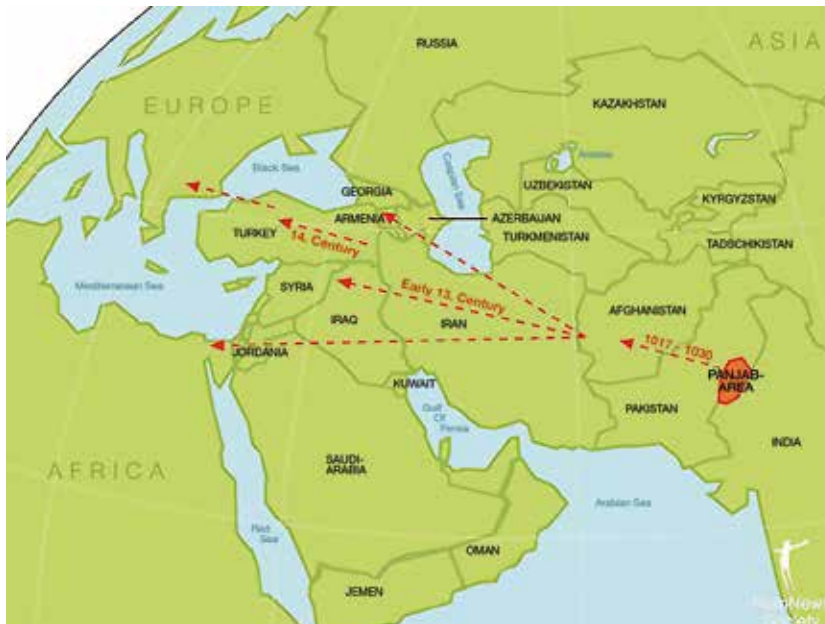 ASIA
RUSSIA
EUROPE
KAZAKHSTAN
Black Sea
Caspian Sea
GEORGIA
UZBEKISTAN
KYRGYZSTAN
ARMENIA
AZERBAIJAN
TURKEY
14. Century
TURKMENISTAN
TADSCHIKISTAN
Mediterranean Sea
SYRIA
Early 13. Century
AFGHANISTAN
IRAQ
IRAN
1017 - 1030
JORDANIA
PANJAB-
AREA
KUWAIT
PAKISTAN
Gulf
Of
Persia
INDIA
AFRICA
SAUDI-
ARABIA
Arabian Sea
Red
Sea
OMAN
JEMEN
Society